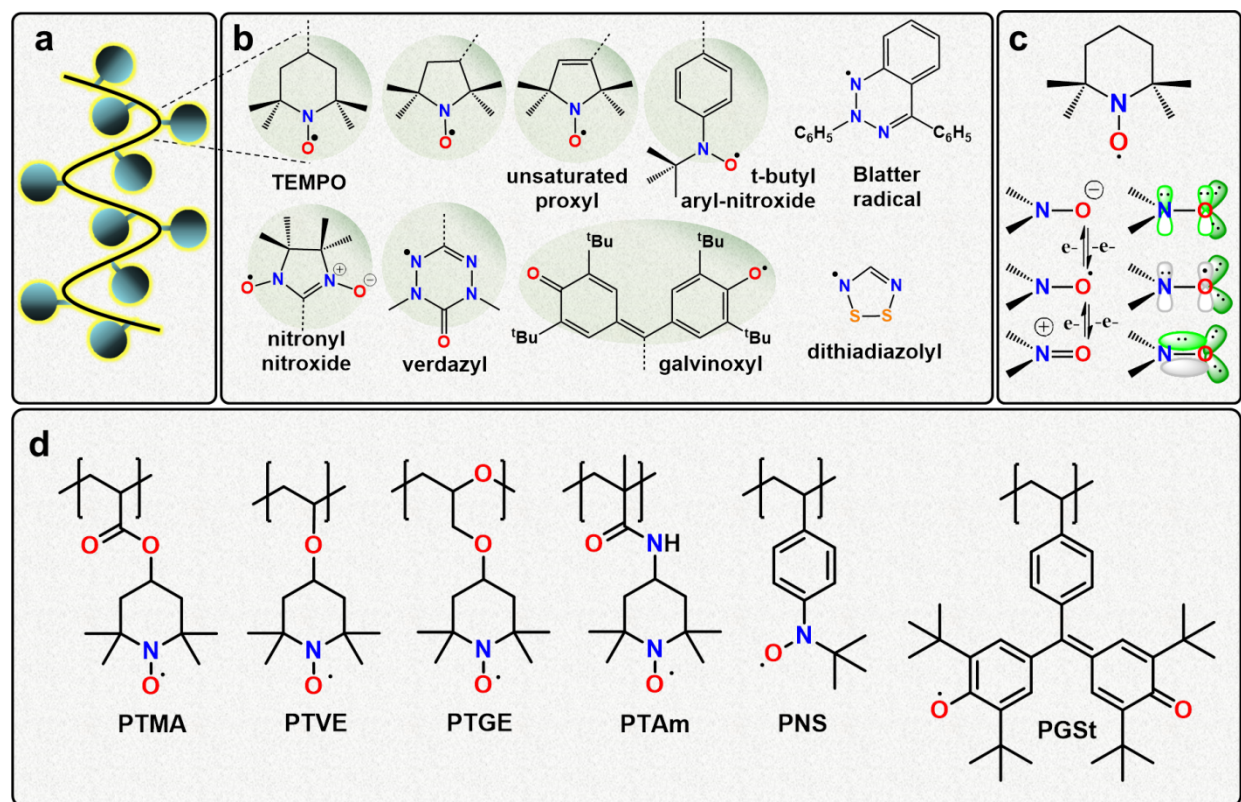 a
b
TEMPO
unsaturated
proxyl
t-butyl
aryl-nitroxide
Blatter
radical
N
O
N
O
N
O
N
O
N
N
N
C₆H₅
C₆H₅
nitronyl
nitroxide
verdazyl
galvinoxyl
dithiadiazolyl
O
N
N
O
N
N
N
N
O
O
O
ᵗBu
ᵗBu
ᵗBu
ᵗBu
N
N
S
S
c
N
O
N
O
N
O
e-
-e-
N
O
N
O
e-
-e-
N
O
N
O
d
O
O
N
O
PTMA
O
N
O
PTVE
O
O
N
O
PTGE
O
NH
N
O
PTAm
N
O
PNS
O
O
PGSt